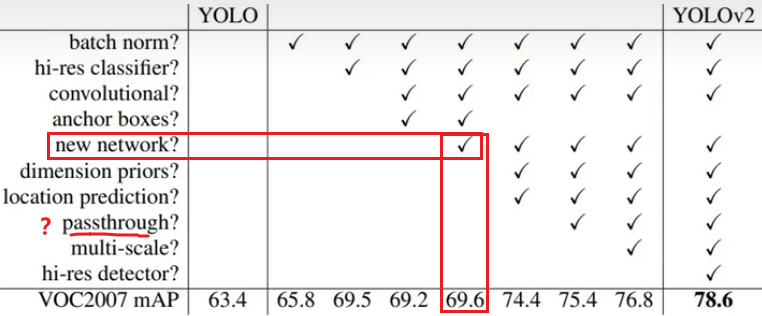 YOLO YOLOv2
batch norm? ✓ ✓ ✓ ✓ ✓ ✓ ✓ ✓
hi-res classifier? ✓ ✓ ✓ ✓ ✓ ✓ ✓
convolutional? ✓ ✓ ✓ ✓ ✓ ✓
anchor boxes? ✓ ✓
new network? ✓ ✓ ✓ ✓ ✓
dimension priors? ✓ ✓ ✓ ✓
location prediction? ✓ ✓ ✓ ✓
? passthrough? ✓ ✓ ✓
multi-scale? ✓ ✓
hi-res detector? ✓
VOC2007 mAP 63.4 65.8 69.5 69.2 69.6 74.4 75.4 76.8 78.6